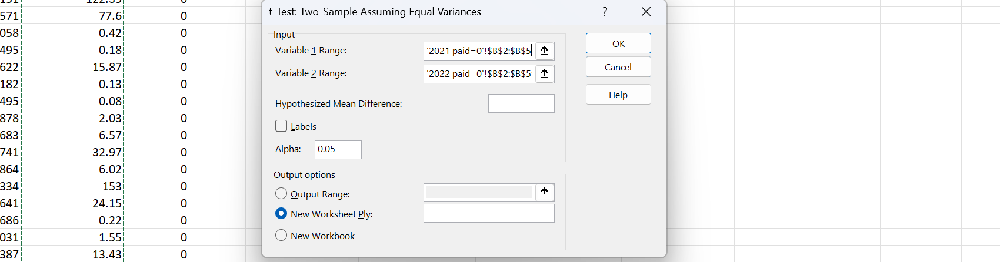 t-Test: Two-Sample Assuming Equal Variances ?
571 77.6 0
058 0.42 0
495 0.18 0
622 15.87 0
182 0.13 0
495 0.08 0
878 2.03 0
683 6.57 0
741 32.97 0
864 6.02 0
334 153 0
641 24.15 0
686 0.22 0
031 1.55 0
387 13.43 0
Input
Variable 1 Range: '2021 paid=0'!$B$2:$B$5
Variable 2 Range: '2022 paid=0'!$B$2:$B$5
Hypothesized Mean Difference:
Labels
Alpha: 0.05
OK
Cancel
Help
Output options
Output Range:
New Worksheet Ply:
New Workbook